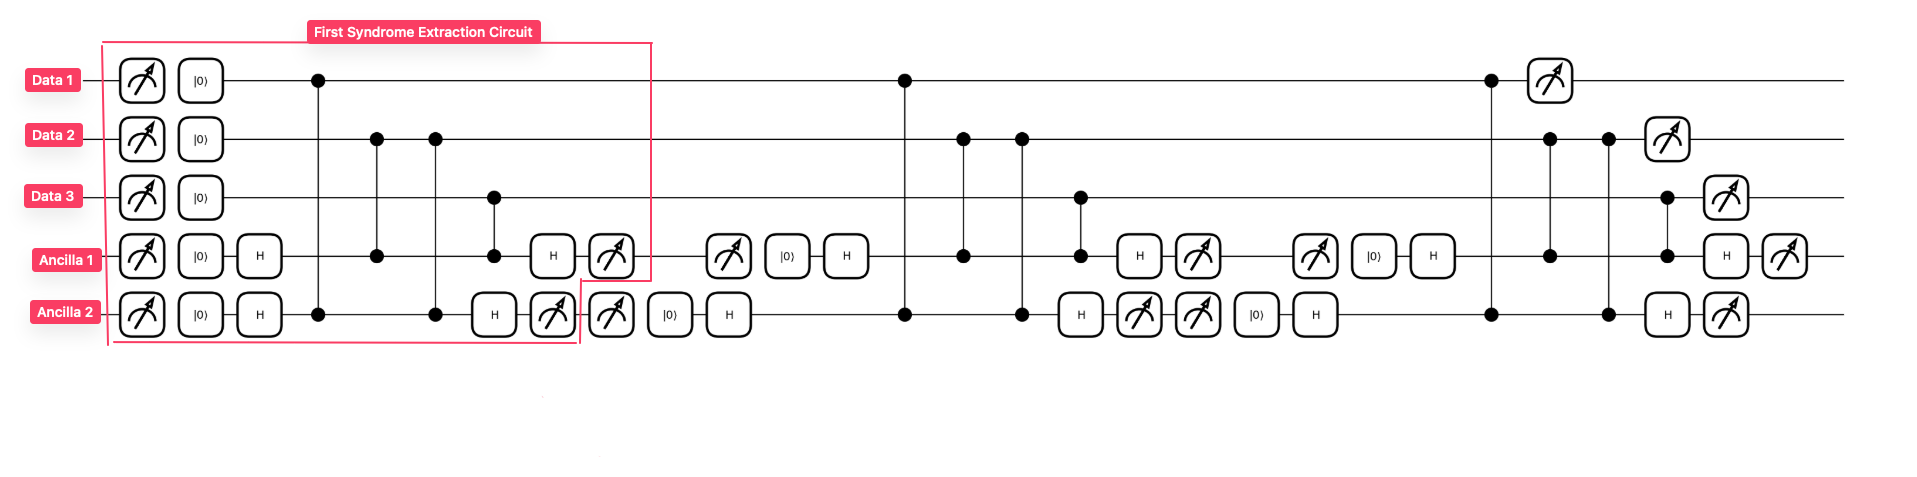 First Syndrome Extraction Circuit
Data 1 |0⟩
Data 2 |0⟩
Data 3 |0⟩
Ancilla 1 |0⟩ H H |0⟩ H H |0⟩ H H
Ancilla 2 |0⟩ H H |0⟩ H H |0⟩ H H